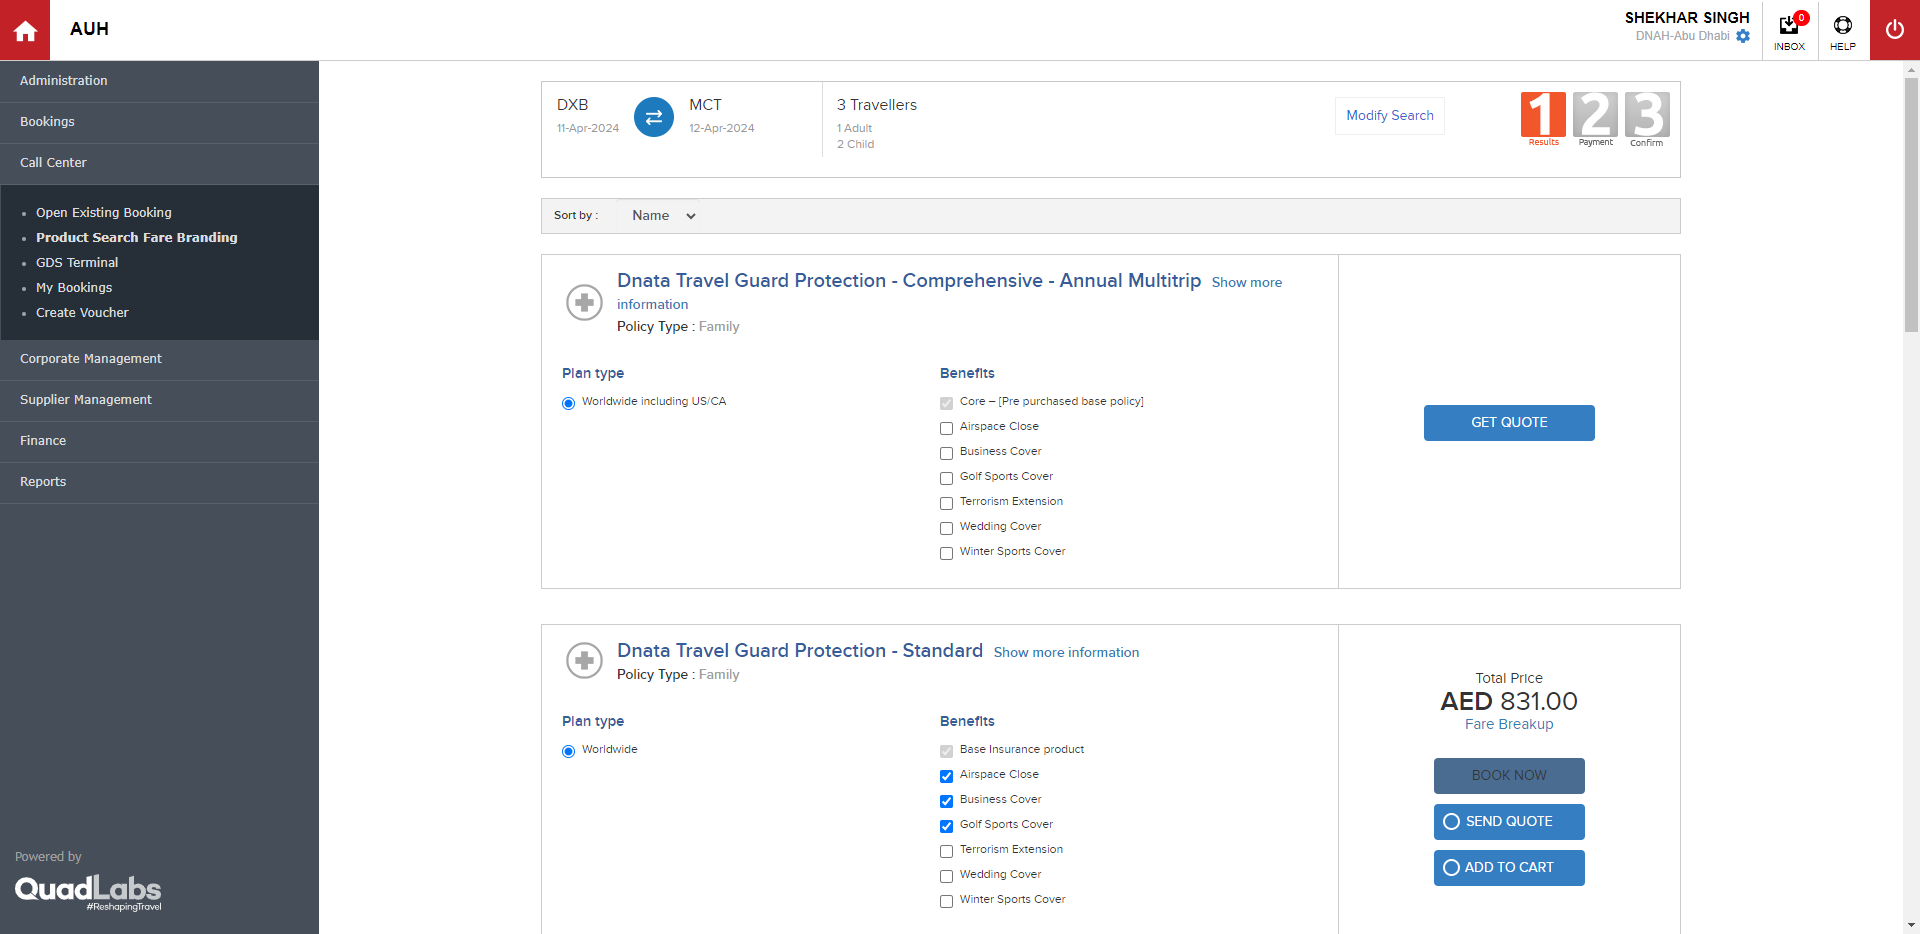 AUH
SHEKHAR SINGH
DNAH-Abu Dhabi
0
INBOX
HELP
Administration
Bookings
Call Center
Open Existing Booking
Product Search Fare Branding
GDS Terminal
My Bookings
Create Voucher
Corporate Management
Supplier Management
Finance
Reports
Powered by
QuadLabs
#ReshapingTravel
DXB
11-Apr-2024
MCT
12-Apr-2024
3 Travellers
1 Adult
2 Child
Modify Search
1
Results
2
Payment
3
Confirm
Sort by :
Name
Dnata Travel Guard Protection - Comprehensive - Annual Multitrip Show more
information
Policy Type : Family
Plan type
Worldwide including US/CA
Benefits
Core – [Pre purchased base policy]
Airspace Close
Business Cover
Golf Sports Cover
Terrorism Extension
Wedding Cover
Winter Sports Cover
GET QUOTE
Dnata Travel Guard Protection - Standard Show more information
Policy Type : Family
Plan type
Worldwide
Benefits
Base Insurance product
Airspace Close
Business Cover
Golf Sports Cover
Terrorism Extension
Wedding Cover
Winter Sports Cover
Total Price
AED 831.00
Fare Breakup
BOOK NOW
SEND QUOTE
ADD TO CART